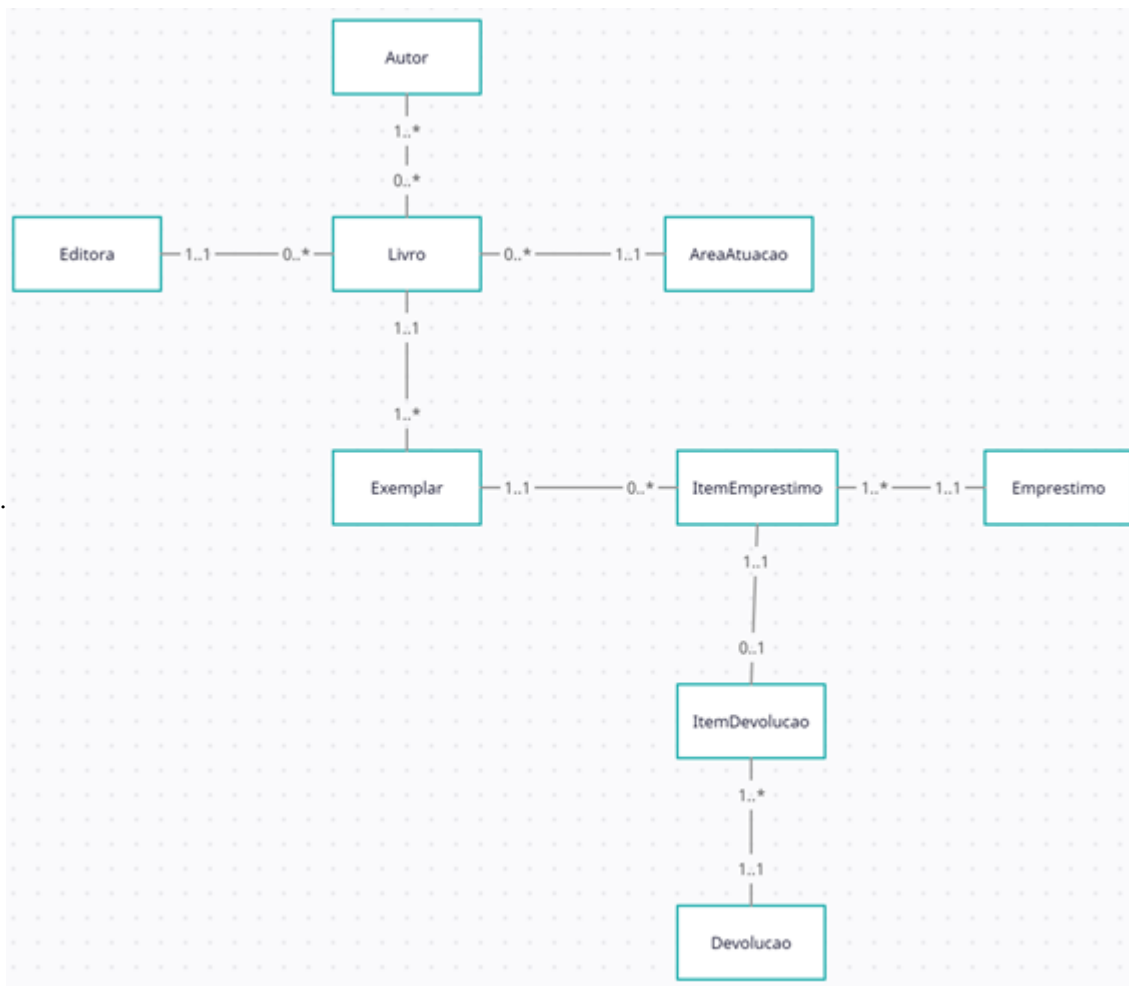 Autor
1..*
0..*
Editora
1..1
0..*
Livro
0..*
1..1
AreaAtuacao
1..1
1..*
Exemplar
1..1
0..*
ItemEmprestimo
1..*
1..1
Emprestimo
.
1..1
0..1
ItemDevolucao
1..*
1..1
Devolucao